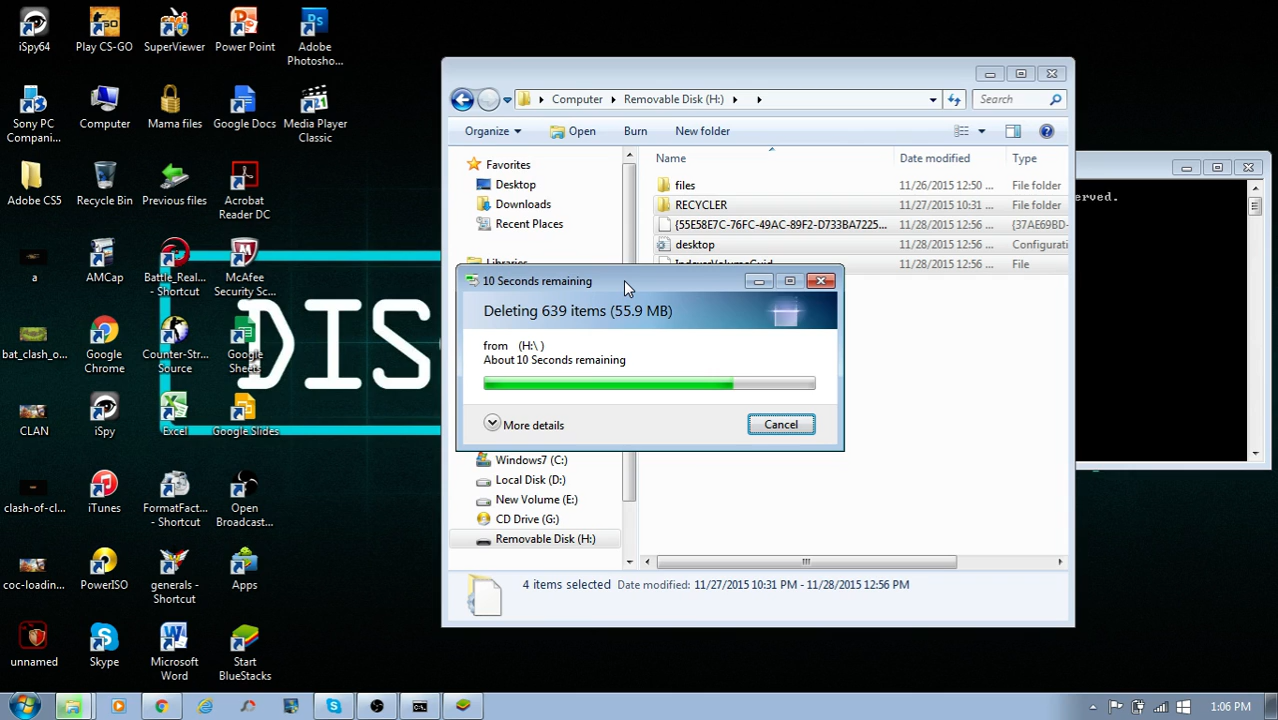 iSpy64
Play CS-GO
SuperViewer
Power Point
Adobe
Photosho...
Sony PC
Compani...
Computer
Mama files
Google Docs
Media Player
Classic
Adobe CS5
Recycle Bin
Previous files
Acrobat
Reader DC
a
AMCap
Battle_Real...
- Shortcut
McAfee
Security Sc...
bat_clash_o...
Google
Chrome
Counter-Str...
Source
Google
Sheets
CLAN
iSpy
Excel
Google Slides
clash-of-cl...
iTunes
FormatFact...
- Shortcut
Open
Broadcast...
coc-loadin...
PowerISO
generals -
Shortcut
Apps
unnamed
Skype
Microsoft
Word
Start
BlueStacks
DIS
Computer
Removable Disk (H:)
Search
Organize
Open
Burn
New folder
Favorites
Desktop
Downloads
Recent Places
Libraries
Name
Date modified
Type
files
11/26/2015 12:50 ...
File folder
RECYCLER
11/27/2015 10:31 ...
File folder
{55E58E7C-76FC-49AC-89F2-D733BA7225...
11/28/2015 12:56 ...
{37AE69BD-
desktop
11/28/2015 12:56 ...
Configurati
IndexerVolumeGuid
11/28/2015 12:56 ...
File
erved.
10 Seconds remaining
Deleting 639 items (55.9 MB)
from (H:\ )
About 10 Seconds remaining
More details
Cancel
Windows7 (C:)
Local Disk (D:)
New Volume (E:)
CD Drive (G:)
Removable Disk (H:)
4 items selected
Date modified: 11/27/2015 10:31 PM - 11/28/2015 12:56 PM
1:06 PM